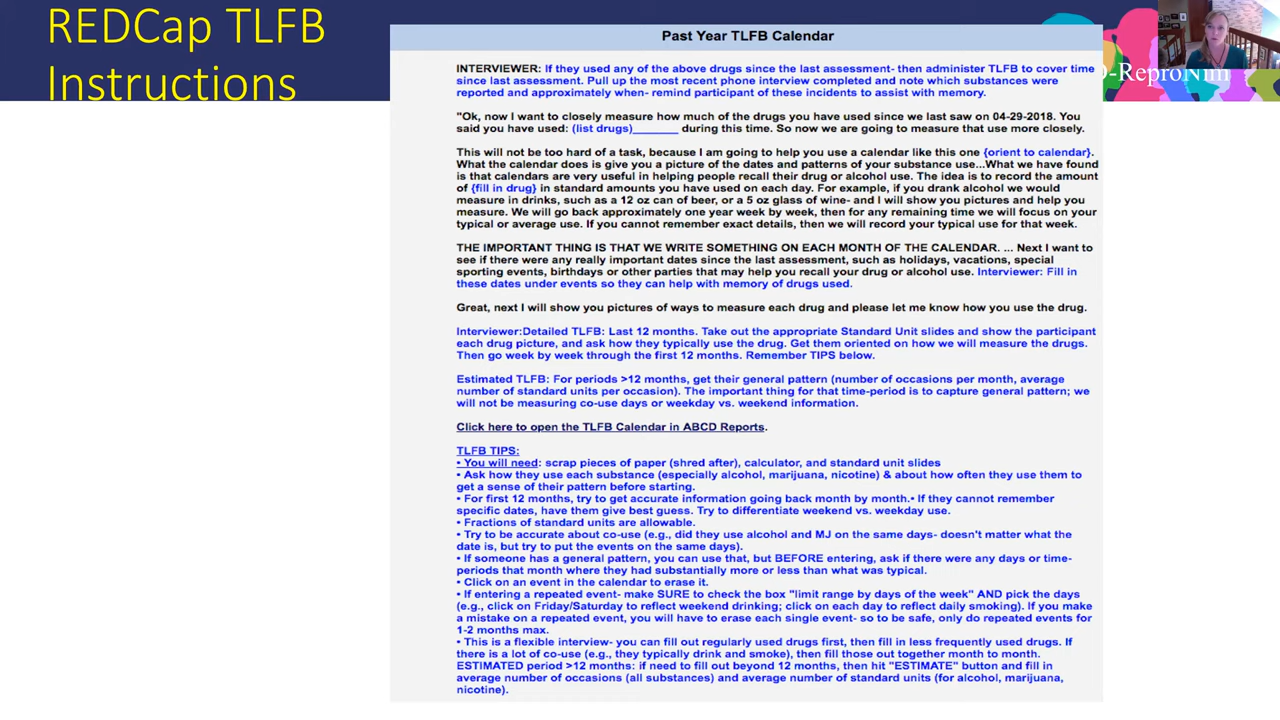 REDCap TLFB
Instructions
Past Year TLFB Calendar
-ReproNim
INTERVIEWER: If they used any of the above drugs since the last assessment- then administer TLFB to cover time
since last assessment. Pull up the most recent phone interview completed and note which substances were
reported and approximately when- remind participant of these incidents to assist with memory.
"Ok, now I want to closely measure how much of the drugs you have used since we last saw on 04-29-2018. You
said you have used: (list drugs)_______ during this time. So now we are going to measure that use more closely.
This will not be too hard of a task, because I am going to help you use a calendar like this one {orient to calendar}.
What the calendar does is give you a picture of the dates and patterns of your substance use...What we have found
is that calendars are very useful in helping people recall their drug or alcohol use. The idea is to record the amount
of {fill in drug} in standard amounts you have used on each day. For example, if you drank alcohol we would
measure in drinks, such as a 12 oz can of beer, or a 5 oz glass of wine- and I will show you pictures and help you
measure. We will go back approximately one year week by week, then for any remaining time we will focus on your
typical or average use. If you cannot remember exact details, then we will record your typical use for that week.
THE IMPORTANT THING IS THAT WE WRITE SOMETHING ON EACH MONTH OF THE CALENDAR. ... Next I want to
see if there were any really important dates since the last assessment, such as holidays, vacations, special
sporting events, birthdays or other parties that may help you recall your drug or alcohol use. Interviewer: Fill in
these dates under events so they can help with memory of drugs used.
Great, next I will show you pictures of ways to measure each drug and please let me know how you use the drug.
Interviewer:Detailed TLFB: Last 12 months. Take out the appropriate Standard Unit slides and show the participant
each drug picture, and ask how they typically use the drug. Get them oriented on how we will measure the drugs.
Then go week by week through the first 12 months. Remember TIPS below.
Estimated TLFB: For periods >12 months, get their general pattern (number of occasions per month, average
number of standard units per occasion). The important thing for that time-period is to capture general pattern; we
will not be measuring co-use days or weekday vs. weekend information.
Click here to open the TLFB Calendar in ABCD Reports.
TLFB TIPS:
• You will need: scrap pieces of paper (shred after), calculator, and standard unit slides
• Ask how they use each substance (especially alcohol, marijuana, nicotine) & about how often they use them to
get a sense of their pattern before starting.
• For first 12 months, try to get accurate information going back month by month.• If they cannot remember
specific dates, have them give best guess. Try to differentiate weekend vs. weekday use.
• Fractions of standard units are allowable.
• Try to be accurate about co-use (e.g., did they use alcohol and MJ on the same days- doesn't matter what the
date is, but try to put the events on the same days).
• If someone has a general pattern, you can use that, but BEFORE entering, ask if there were any days or time-
periods that month where they had substantially more or less than what was typical.
• Click on an event in the calendar to erase it.
• If entering a repeated event- make SURE to check the box "limit range by days of the week" AND pick the days
(e.g., click on Friday/Saturday to reflect weekend drinking; click on each day to reflect daily smoking). If you make
a mistake on a repeated event, you will have to erase each single event- so to be safe, only do repeated events for
1-2 months max.
• This is a flexible interview- you can fill out regularly used drugs first, then fill in less frequently used drugs. If
there is a lot of co-use (e.g., they typically drink and smoke), then fill those out together month to month.
ESTIMATED period >12 months: if need to fill out beyond 12 months, then hit "ESTIMATE" button and fill in
average number of occasions (all substances) and average number of standard units (for alcohol, marijuana,
nicotine).